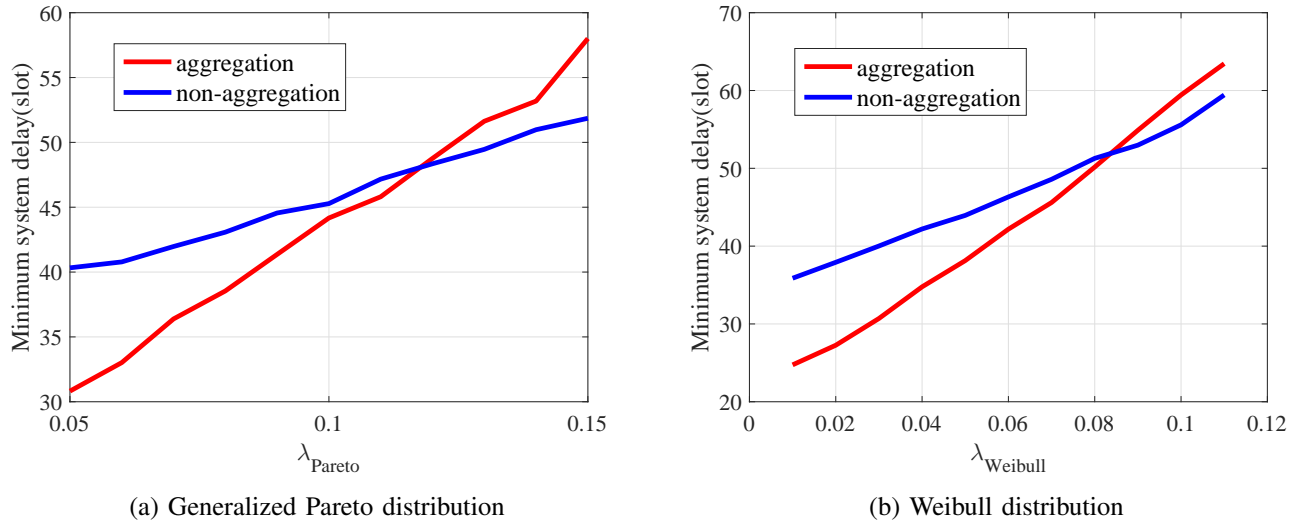 60
55
50
45
40
35
30
0.05
0.1
0.15
Minimum system delay(slot)
λPareto
aggregation
non-aggregation
(a) Generalized Pareto distribution
70
60
50
40
30
20
0
0.02
0.04
0.06
0.08
0.1
0.12
Minimum system delay(slot)
λWeibull
aggregation
non-aggregation
(b) Weibull distribution